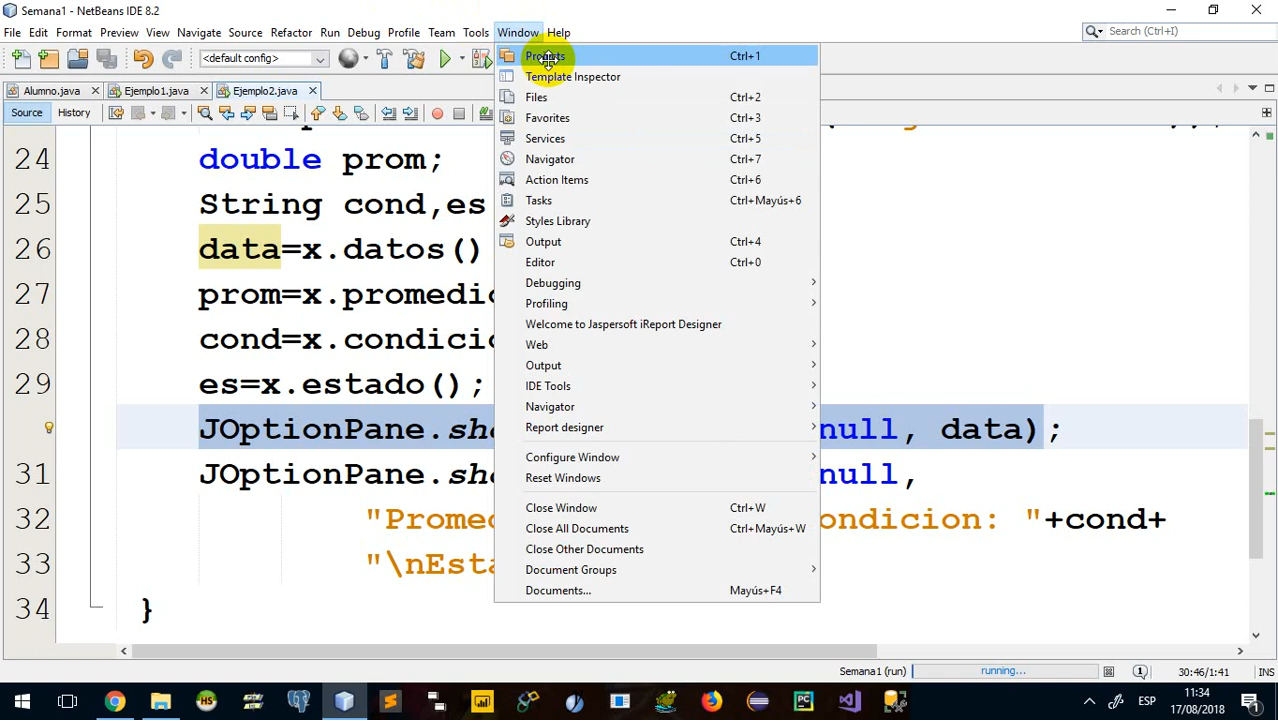 Semana1 - NetBeans IDE 8.2
File Edit Format Preview View Navigate Source Refactor Run Debug Profile Team Tools Window Help
Search (Ctrl+I)
<default config>
Alumno.java Ejemplo1.java Ejemplo2.java
Source History
Projects Ctrl+1
Template Inspector
Files Ctrl+2
Favorites Ctrl+3
Services Ctrl+5
Navigator Ctrl+7
Action Items Ctrl+6
Tasks Ctrl+Mayús+6
Styles Library
Output Ctrl+4
Editor Ctrl+0
Debugging
Profiling
Welcome to Jaspersoft iReport Designer
Web
Output
IDE Tools
Navigator
Report designer
Configure Window
Reset Windows
Close Window Ctrl+W
Close All Documents Ctrl+Mayús+W
Close Other Documents
Document Groups
Documents... Mayús+F4
24 double prom;
25 String cond,es
26 data=x.datos()
27 prom=x.promedio
28 cond=x.condicio
29 es=x.estado();
JOptionPane.sho null, data);
31 JOptionPane.sho null,
32 "Promed ondicion: "+cond+
33 "\nEsta
34 }
Semana1 (run) running... 1 30:46/1:41 INS
ESP 11:34
17/08/2018 1